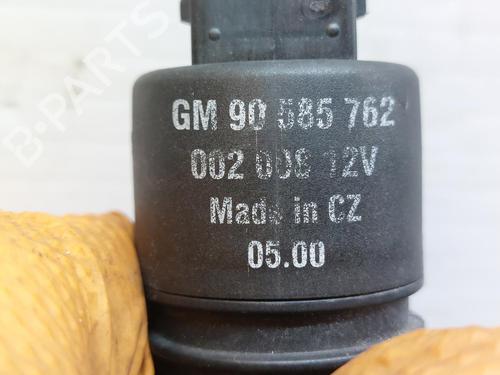 B-PARTS
GM 90 585 762
002 008 12V
Made in CZ
05.00